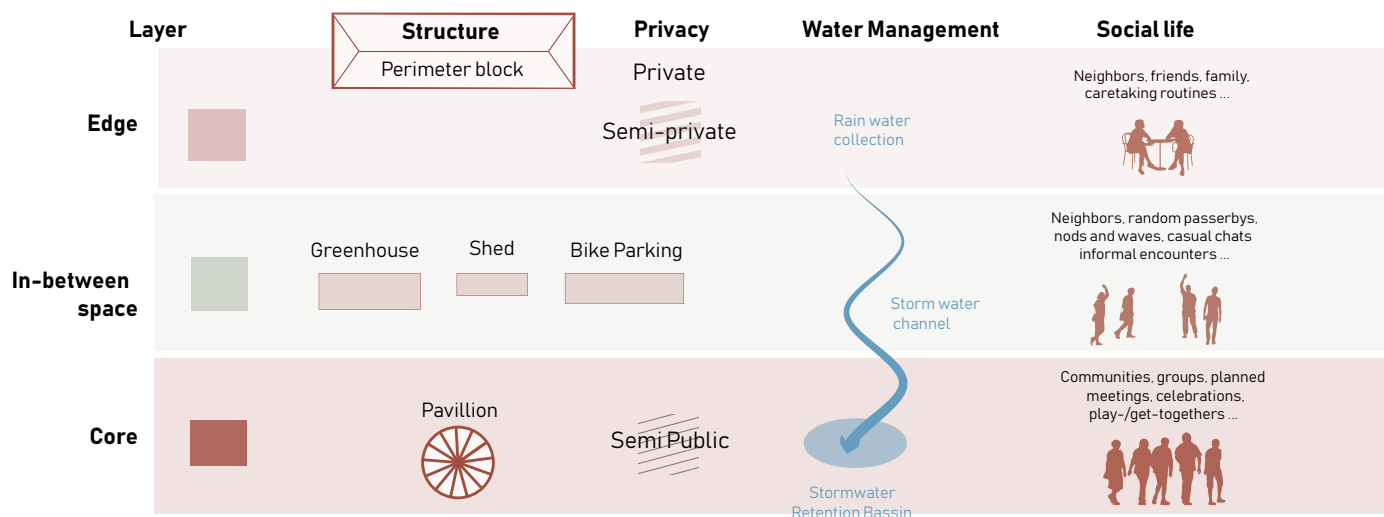 Layer
Structure
Privacy
Water Management
Social life
Perimeter block
Private
Edge
Semi-private
Rain water
collection
Neighbors, friends, family,
caretaking routines ...
In-between
space
Greenhouse
Shed
Bike Parking
Storm water
channel
Neighbors, random passerbys,
nods and waves, casual chats
informal encounters ...
Core
Pavillion
Semi Public
Stormwater
Retention Bassin
Communities, groups, planned
meetings, celebrations,
play-/get-togethers ...